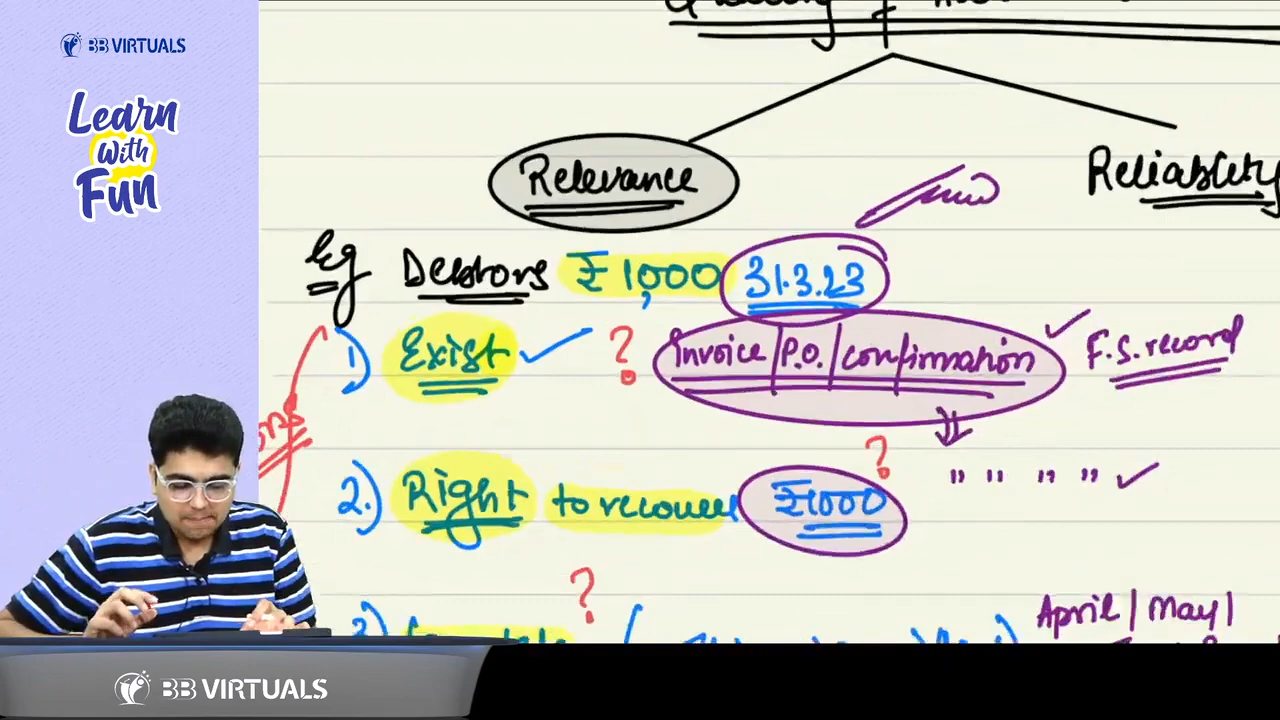 BB VIRTUALS
Learn
With
Fun
Relevance
Reliability
Eg Debtors ₹1,000 31.3.23
1) Exist ✓ ? Invoice / P.O. / confirmation ✓ F.S. record
2.) Right to recover ₹1000 ? " " " " ✓
3) ?
April / May /
BB VIRTUALS